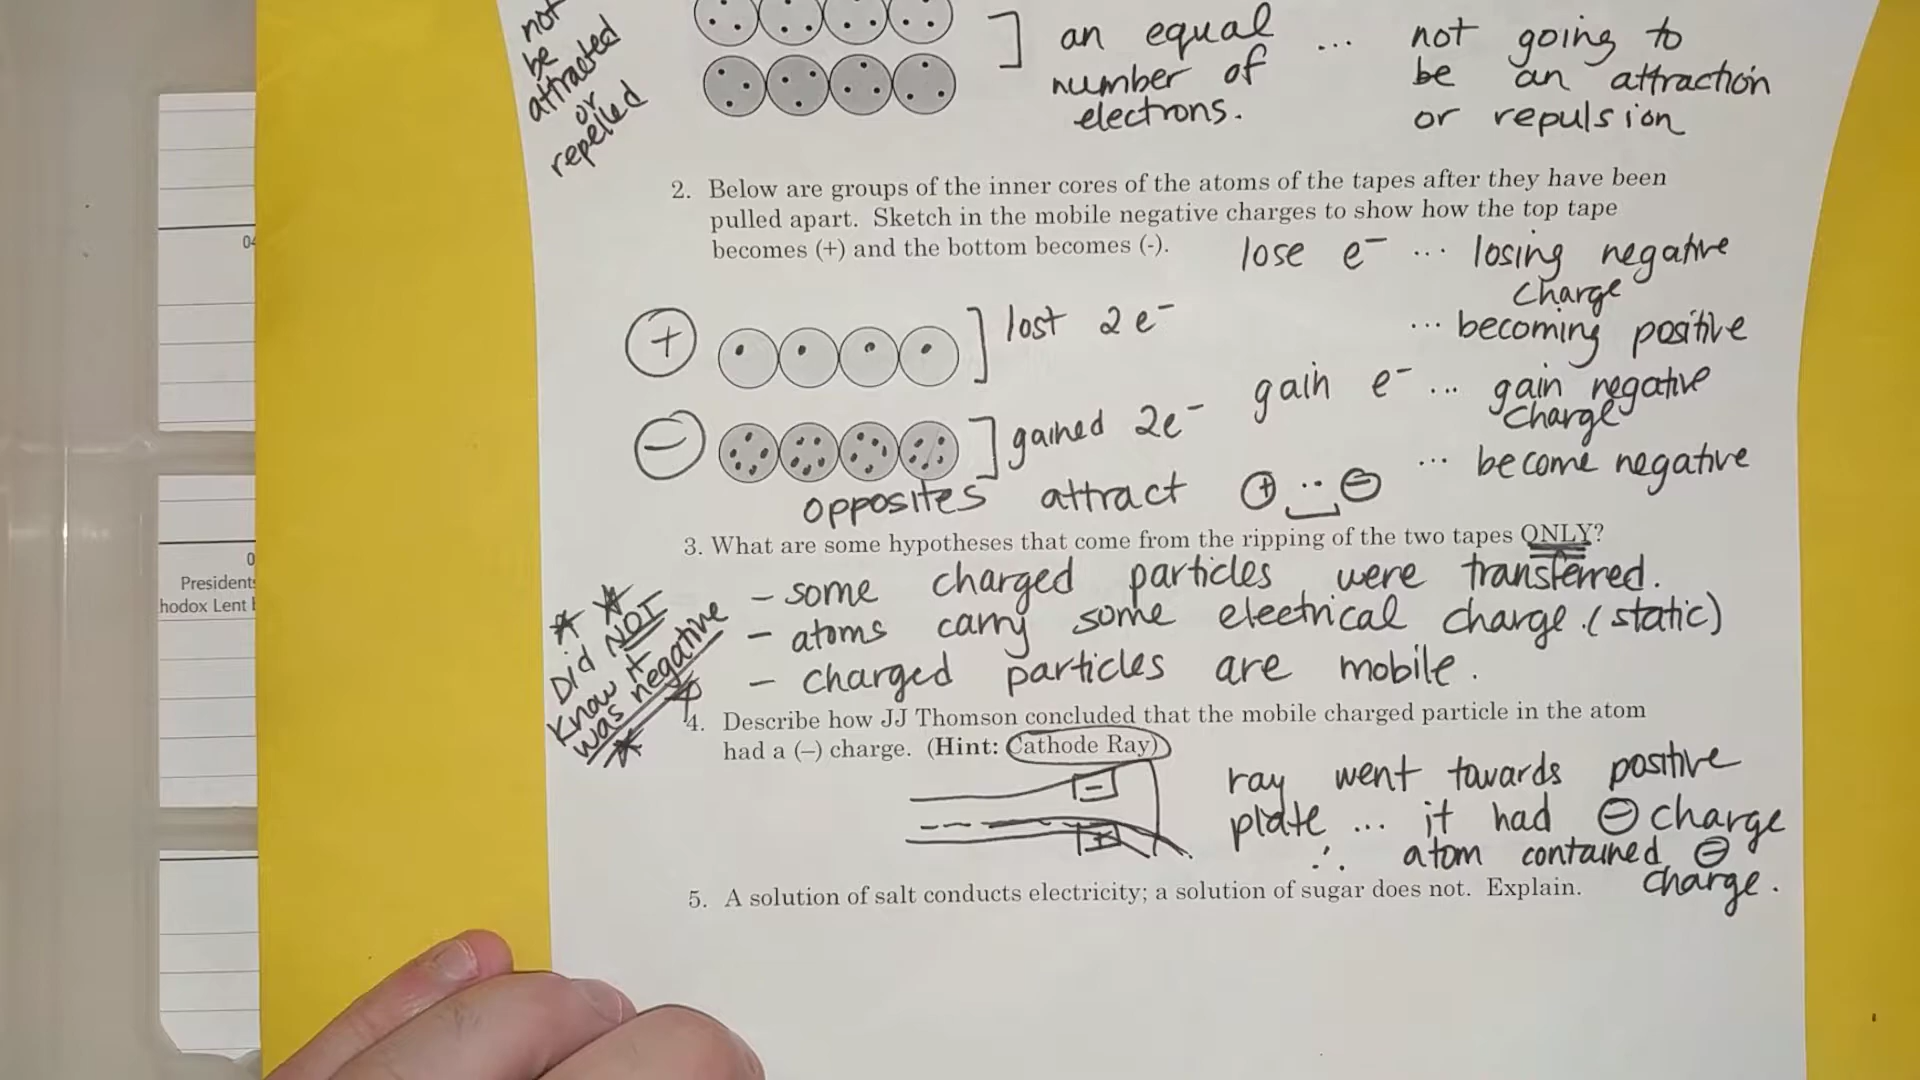 not
be
attracted
or
repelled
an equal
number of
electrons.
... not going to
be an attraction
or repulsion
2. Below are groups of the inner cores of the atoms of the tapes after they have been
pulled apart. Sketch in the mobile negative charges to show how the top tape
becomes (+) and the bottom becomes (-).
lose e⁻ ... losing negative
charge
... becoming positive
+
lost 2 e⁻
gain e⁻ ... gain negative
charge
... become negative
−
gained 2e⁻
opposites attract + −
3. What are some hypotheses that come from the ripping of the two tapes ONLY?
- some charged particles were transferred.
- atoms carry some electrical charge. (static)
- charged particles are mobile.
Did NOT
know it
was negative
4. Describe how JJ Thomson concluded that the mobile charged particle in the atom
had a (–) charge. (Hint: Cathode Ray)
−
+
ray went towards positive
plate ... it had ⊖ charge
∴ atom contained ⊖
charge.
5. A solution of salt conducts electricity; a solution of sugar does not. Explain.
04
0
Presidents
hodox Lent